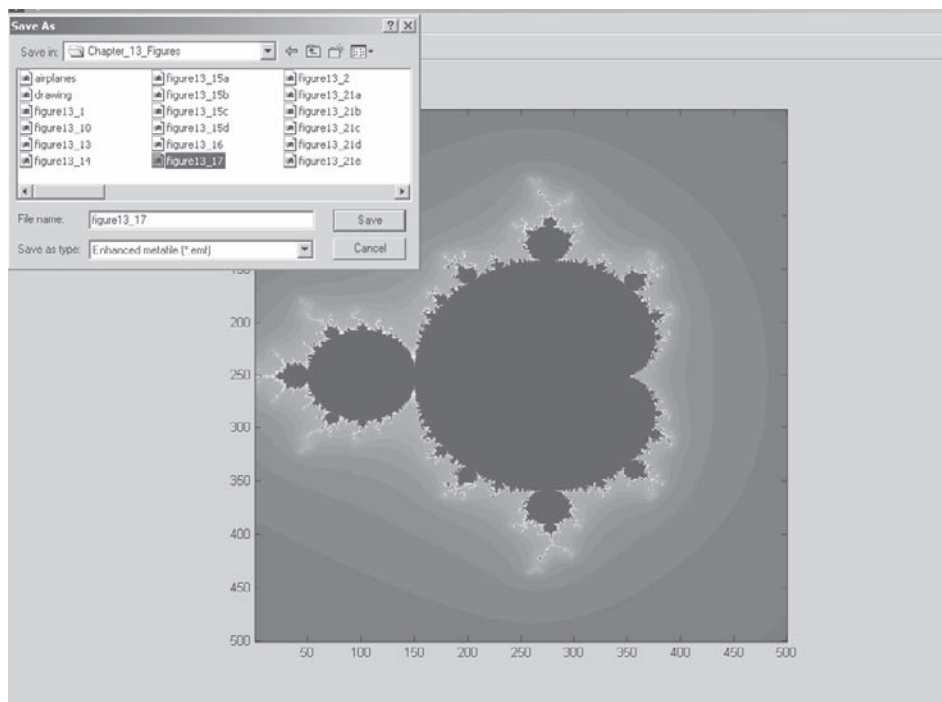 Save As
Save in: Chapter_13_Figures
airplanes figure13_15a figure13_2
drawing figure13_15b figure13_21a
figure13_1 figure13_15c figure13_21b
figure13_10 figure13_15d figure13_21c
figure13_13 figure13_16 figure13_21d
figure13_14 figure13_17 figure13_21e
File name: figure13_17 Save
Save as type: Enhanced metafile (*.emf) Cancel
200
250
300
350
400
450
500
50 100 150 200 250 300 350 400 450 500